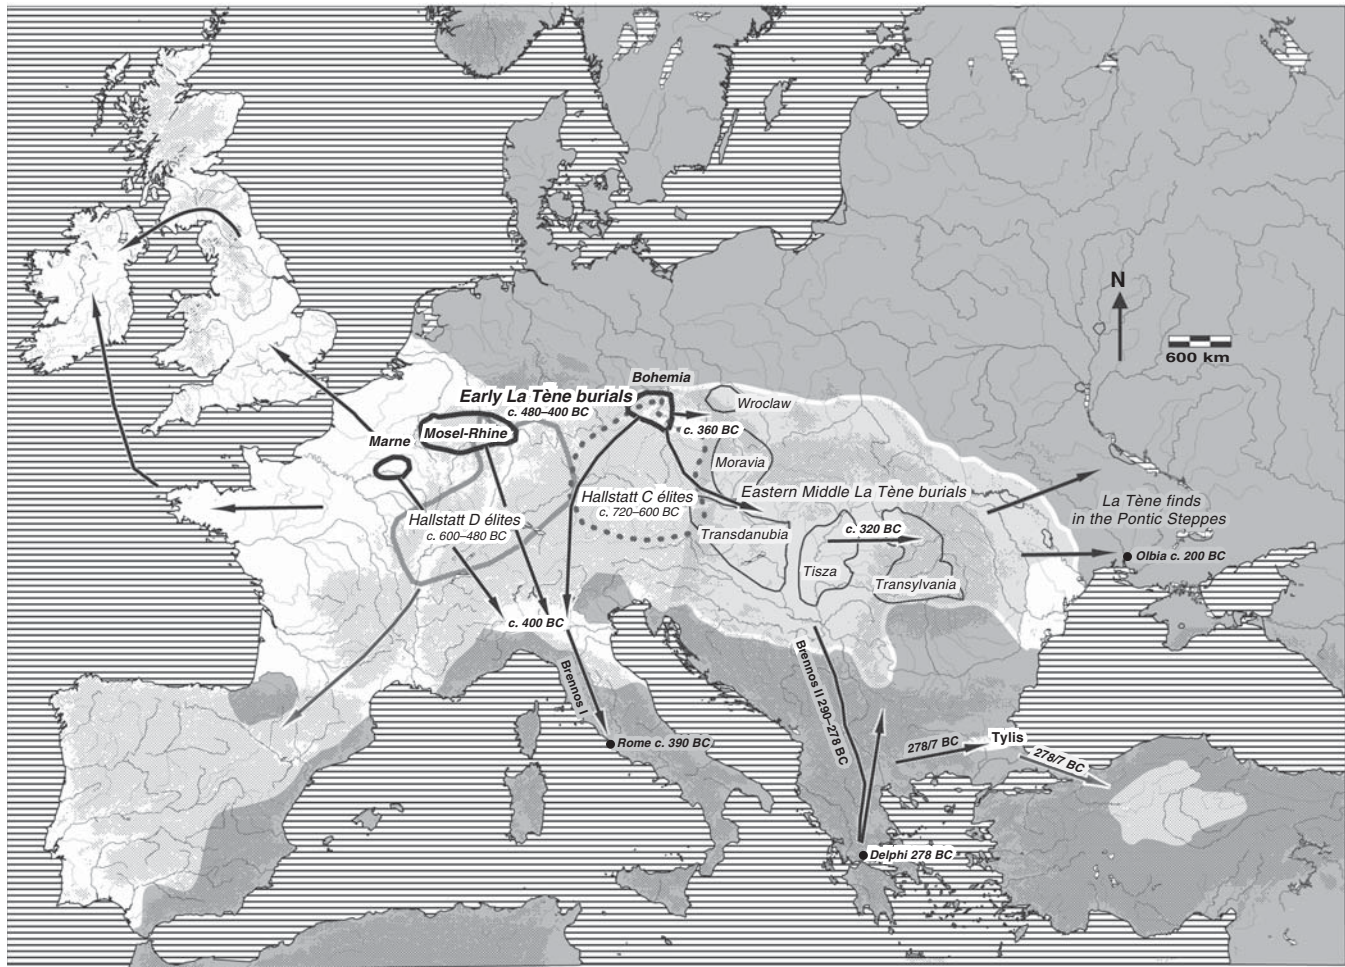 N
600 km
Bohemia
Early La Tène burials
c. 480–400 BC
Wroclaw
c. 360 BC
Marne
Mosel-Rhine
Moravia
Hallstatt C élites
c. 720–600 BC
Eastern Middle La Tène burials
La Tène finds
in the Pontic Steppes
Hallstatt D élites
c. 600–480 BC
Transdanubia
c. 320 BC
Olbia c. 200 BC
Tisza
Transylvania
c. 400 BC
Brennos I
Brennos II 290–278 BC
Rome c. 390 BC
278/7 BC
Tylis
278/7 BC
Delphi 278 BC